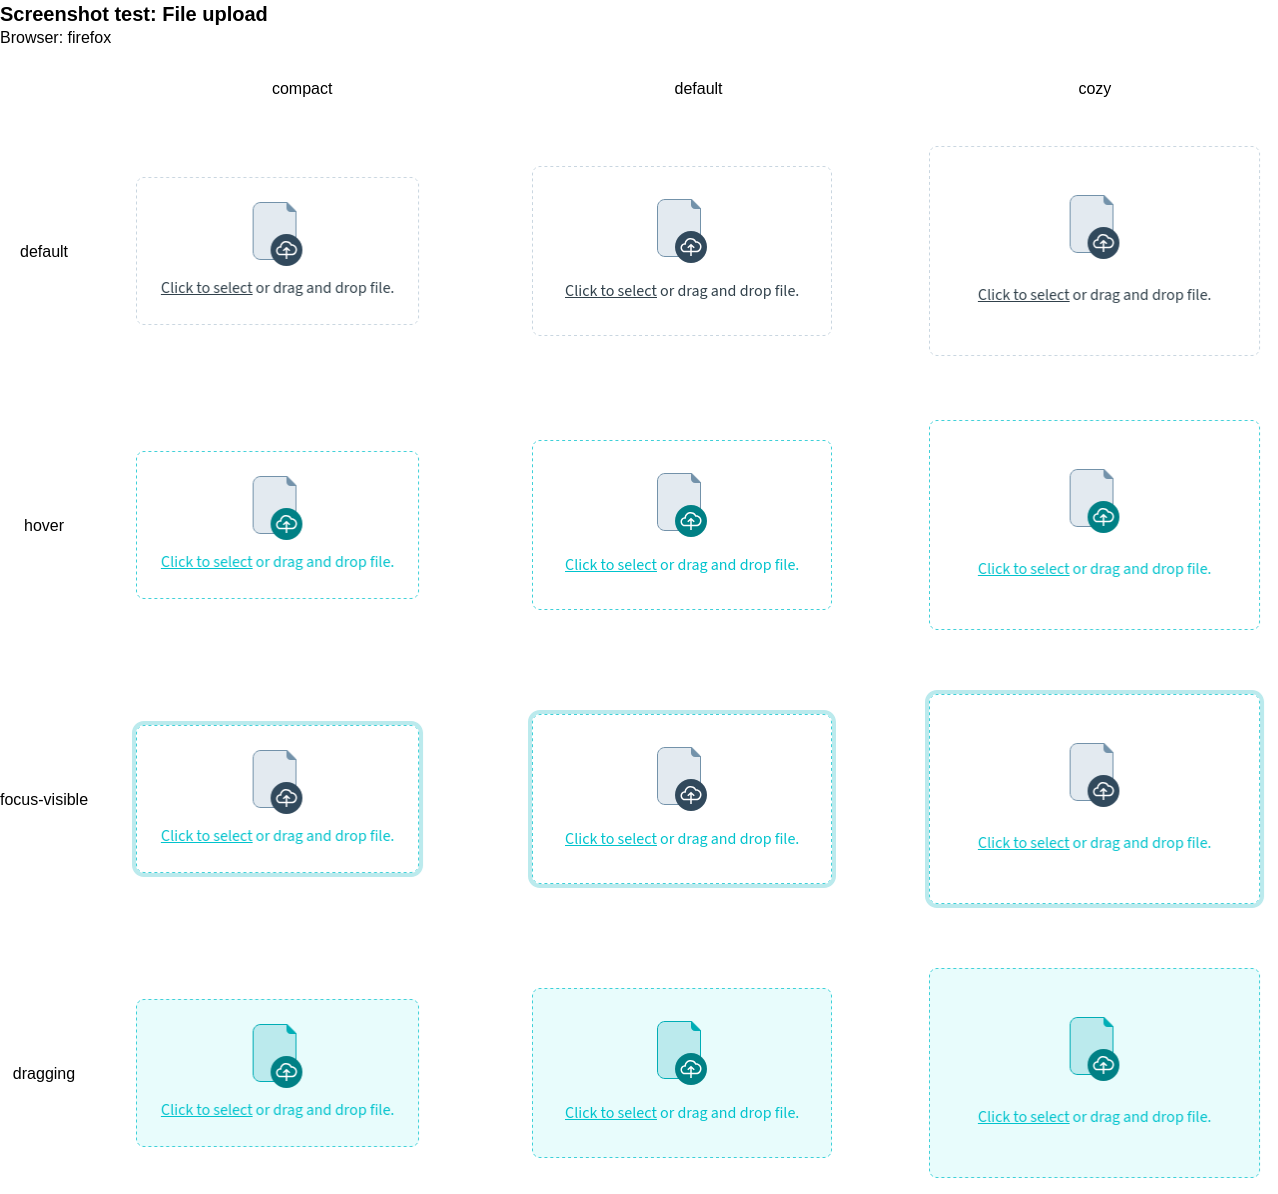 Screenshot test: File upload
Browser: firefox
compact default cozy
default
Click to select or drag and drop file.
Click to select or drag and drop file.
Click to select or drag and drop file.
hover
Click to select or drag and drop file.
Click to select or drag and drop file.
Click to select or drag and drop file.
focus-visible
Click to select or drag and drop file.
Click to select or drag and drop file.
Click to select or drag and drop file.
dragging
Click to select or drag and drop file.
Click to select or drag and drop file.
Click to select or drag and drop file.